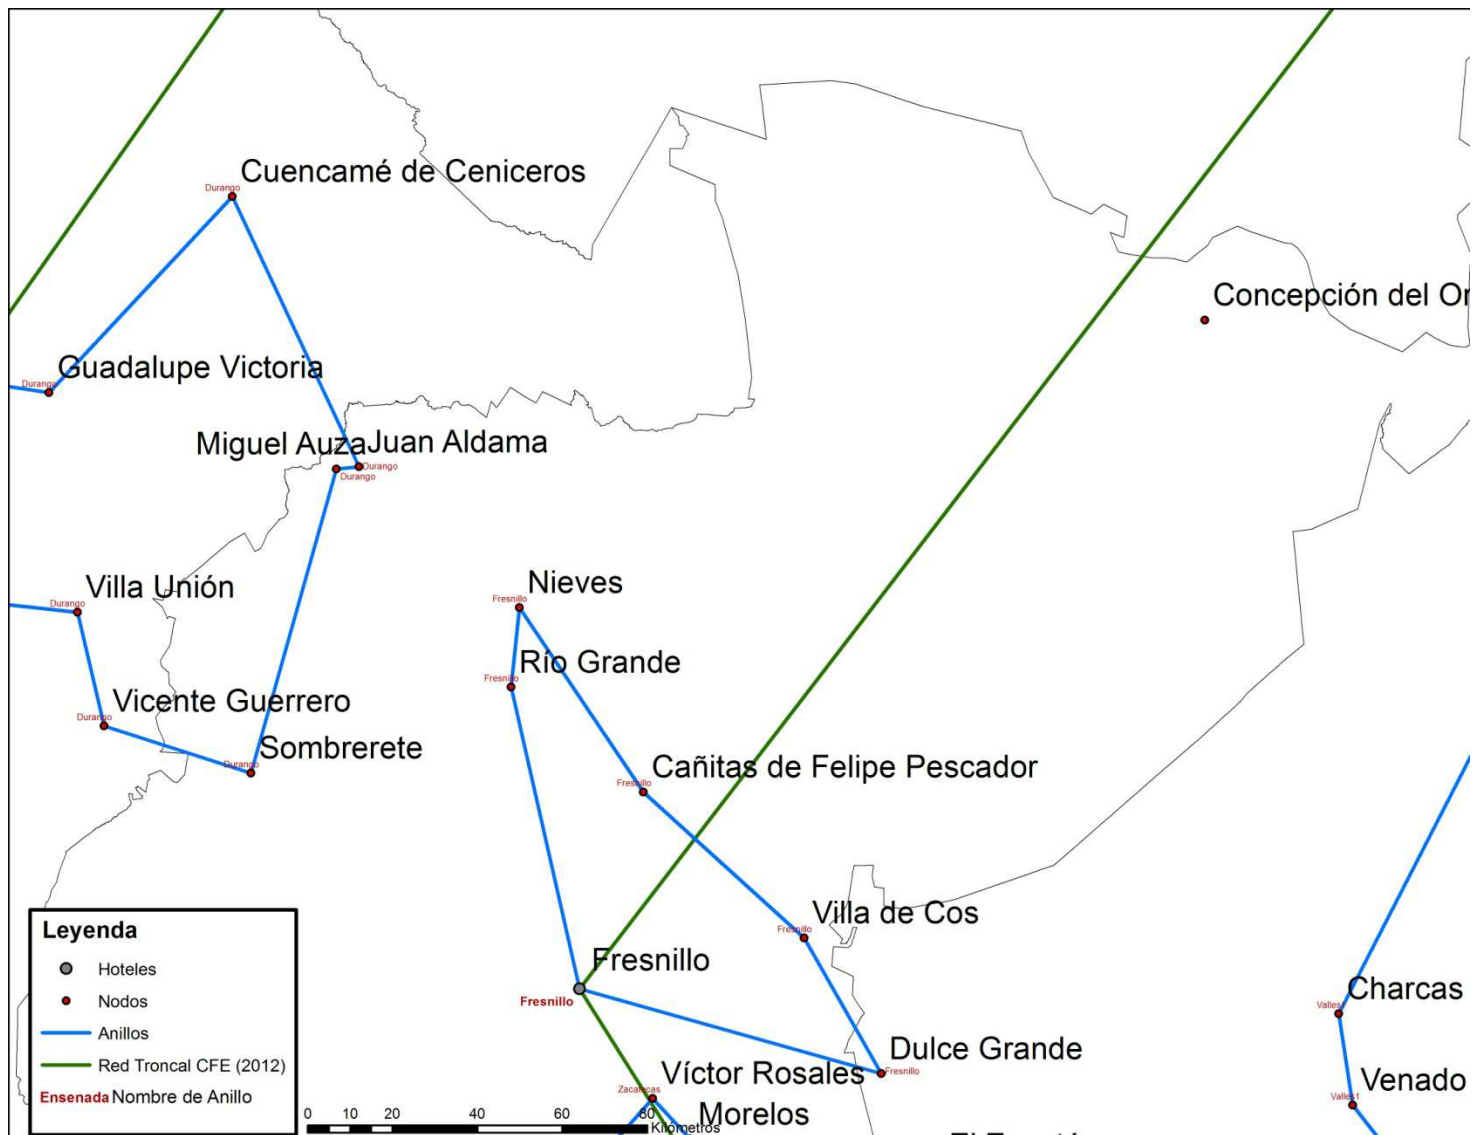 Cuencamé de Ceniceros
Durango
Concepción del Or
Guadalupe Victoria
Durango
Miguel Auza
Juan Aldama
Durango
Durango
Nieves
Fresnillo
Villa Unión
Durango
Río Grande
Fresnillo
Vicente Guerrero
Durango
Sombrerete
Durango
Cañitas de Felipe Pescador
Fresnillo
Villa de Cos
Fresnillo
Fresnillo
Fresnillo
Charcas
Valles
Dulce Grande
Fresnillo
Víctor Rosales
Zacatecas
Venado
Valles1
Morelos
Leyenda
Hoteles
Nodos
Anillos
Red Troncal CFE (2012)
Ensenada Nombre de Anillo
0 10 20 40 60 80
Kilómetros